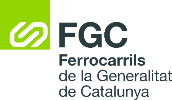 FGC
Ferrocarrils
de la Generalitat
de Catalunya